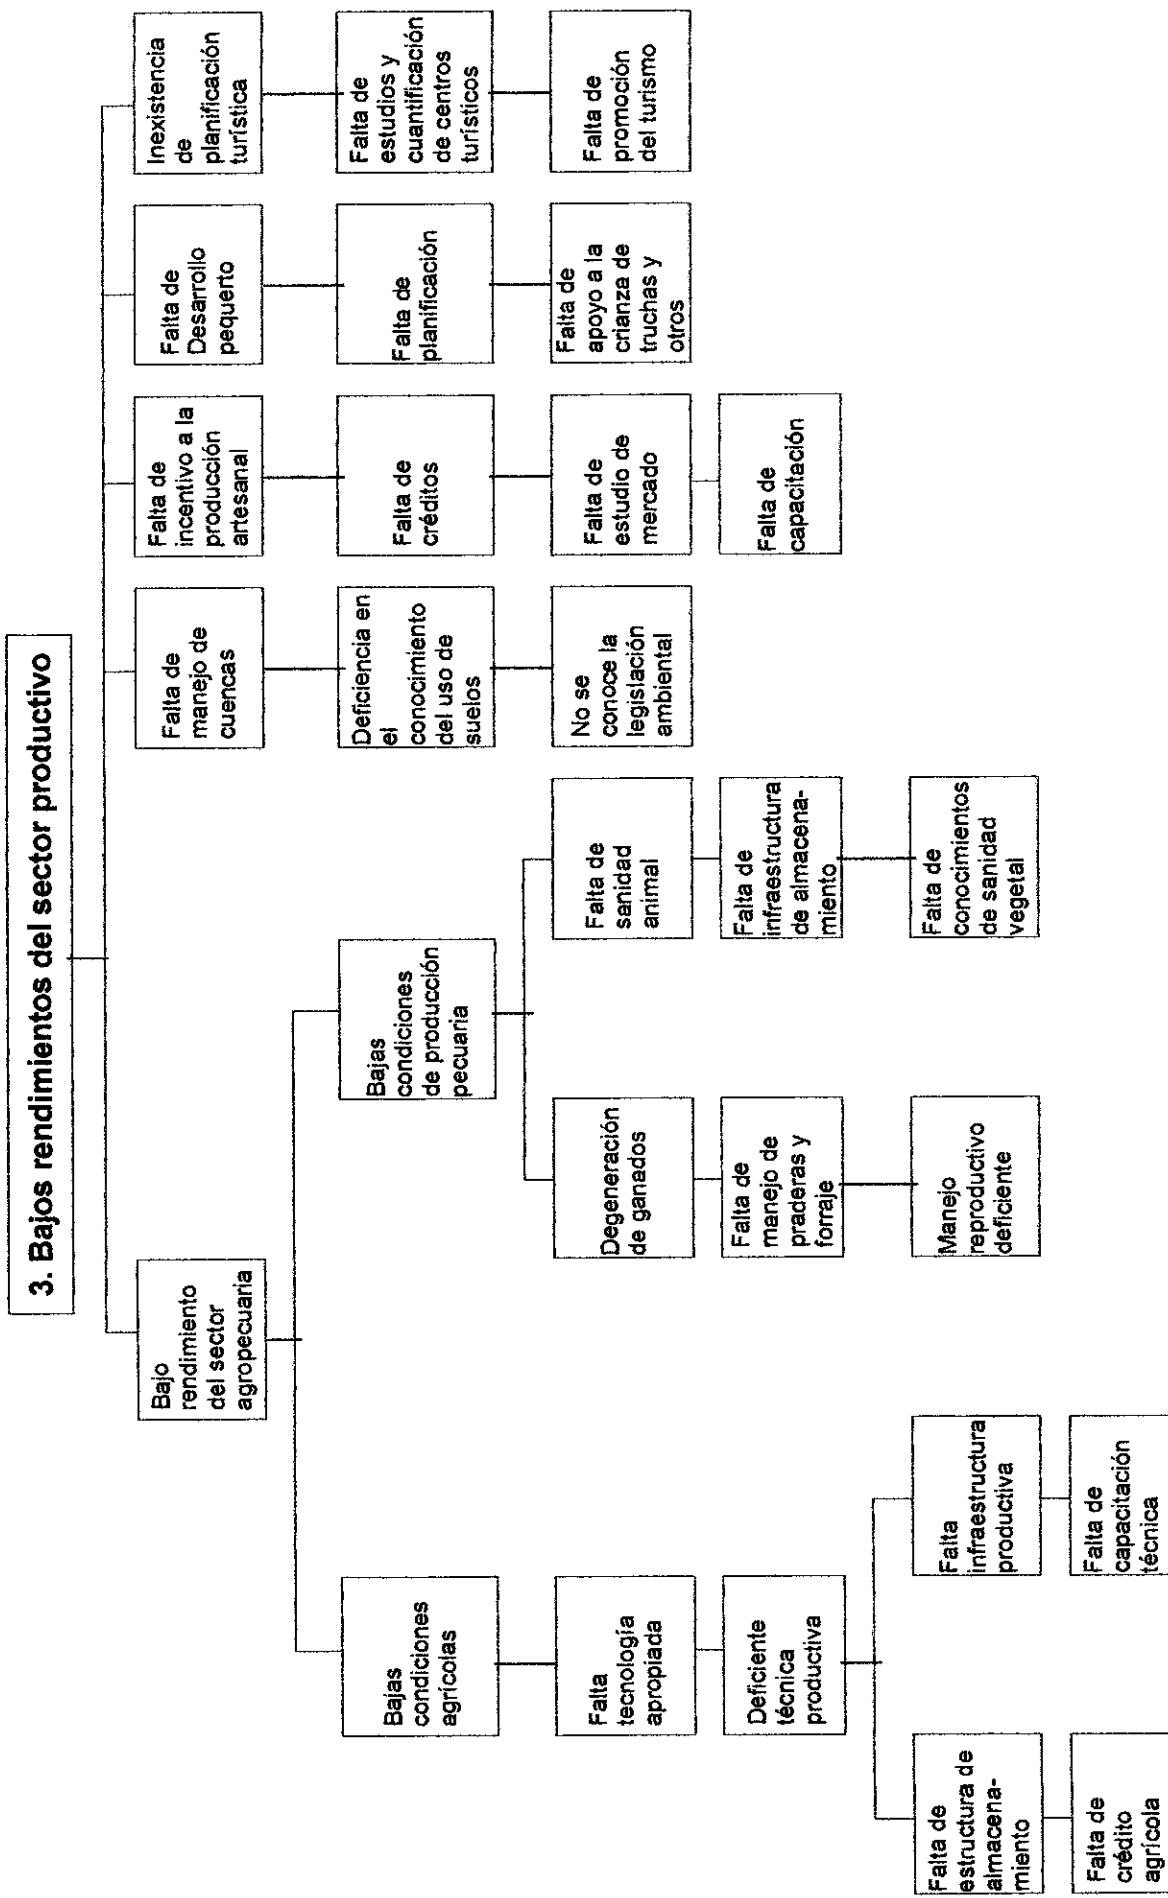 3. Bajos rendimientos del sector productivo
Bajo
rendimiento
del sector
agropecuaria
Falta de
manejo de
cuencas
Falta de
incentivo a la
producción
artesanal
Falta de
Desarrollo
pequerto
Inexistencia
de
planificación
turística
Bajas
condiciones
agrícolas
Bajas
condiciones
de producción
pecuaria
Deficiencia en
el
conocimiento
del uso de
suelos
Falta de
créditos
Falta de
planificación
Falta de
estudios y
cuantificación
de centros
turísticos
Falta
tecnología
apropiada
Degeneración
de ganados
Falta de
sanidad
animal
No se
conoce la
legislación
ambiental
Falta de
estudio de
mercado
Falta de
apoyo a la
crianza de
truchas y
otros
Falta de
promoción
del turismo
Deficiente
técnica
productiva
Falta de
manejo de
praderas y
forraje
Falta de
infraestructura
de almacena-
miento
Falta de
capacitación
Falta de
estructura de
almacena-
miento
Falta
infraestructura
productiva
Manejo
reproductivo
deficiente
Falta de
conocimientos
de sanidad
vegetal
Falta de
crédito
agrícola
Falta de
capacitación
técnica